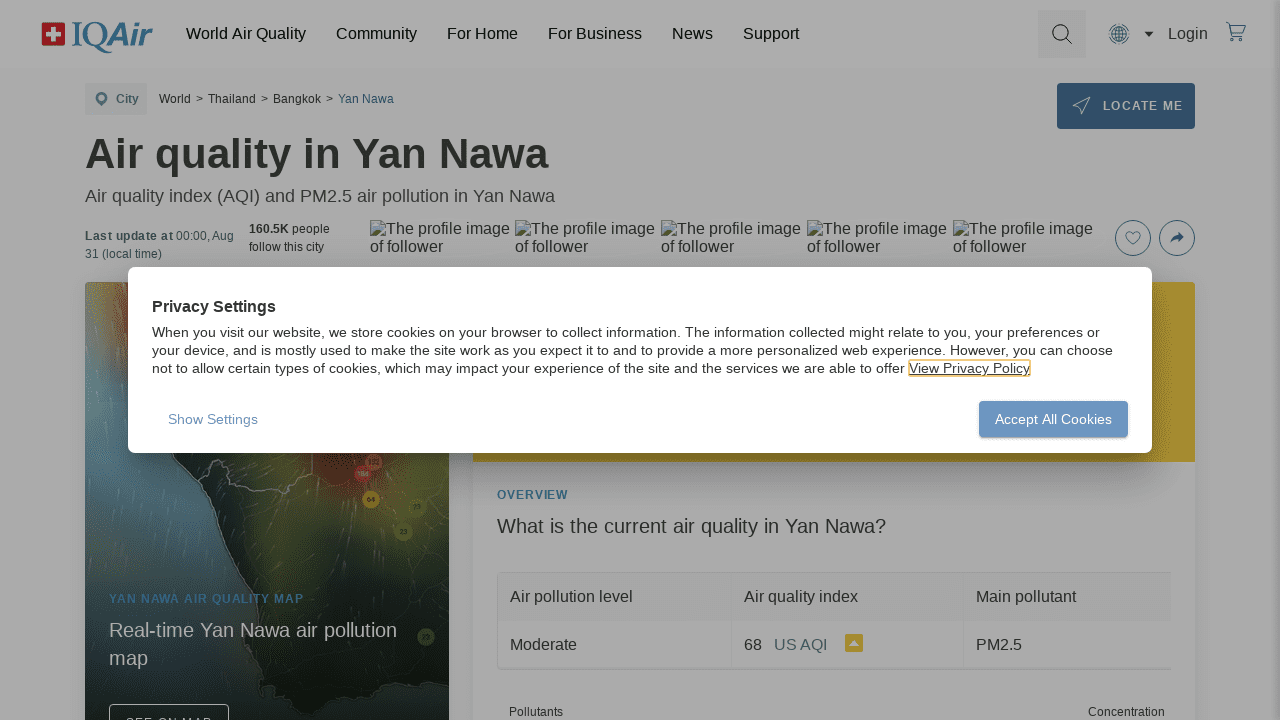 IQAir
World Air Quality
Community
For Home
For Business
News
Support
Login
City
World > Thailand > Bangkok > Yan Nawa
LOCATE ME
Air quality in Yan Nawa
Air quality index (AQI) and PM2.5 air pollution in Yan Nawa
Last update at 00:00, Aug
31 (local time)
160.5K people
follow this city
The profile image
of follower
The profile image
of follower
The profile image
of follower
The profile image
of follower
The profile image
of follower
Privacy Settings
When you visit our website, we store cookies on your browser to collect information. The information collected might relate to you, your preferences or
your device, and is mostly used to make the site work as you expect it to and to provide a more personalized web experience. However, you can choose
not to allow certain types of cookies, which may impact your experience of the site and the services we are able to offer View Privacy Policy
Show Settings
Accept All Cookies
64
YAN NAWA AIR QUALITY MAP
Real-time Yan Nawa air pollution
map
SEE ON MAP
OVERVIEW
What is the current air quality in Yan Nawa?
Air pollution level
Air quality index
Main pollutant
Moderate
68 US AQI
PM2.5
Pollutants
Concentration